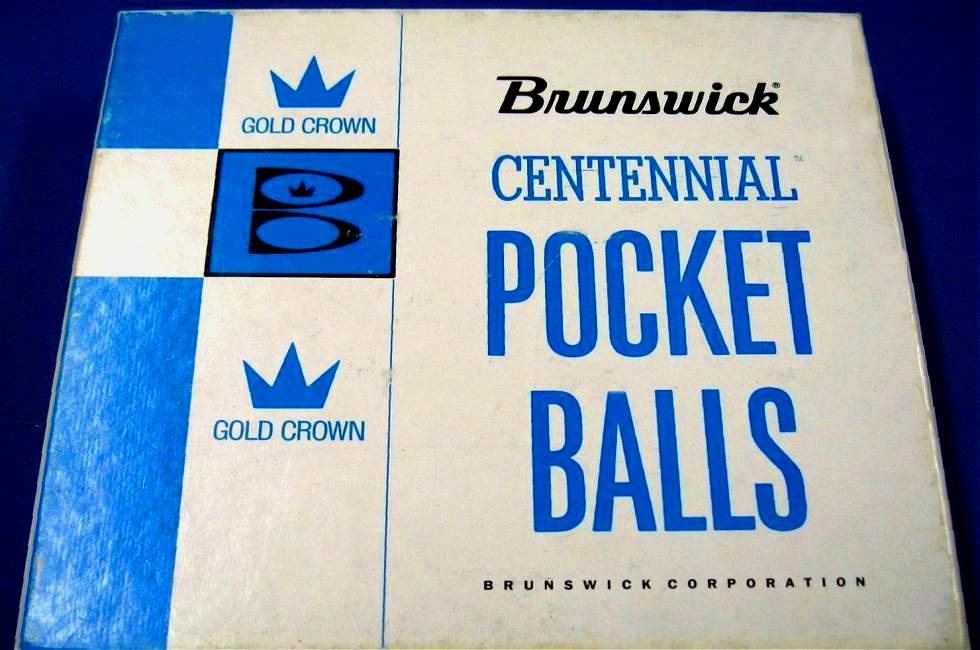 GOLD CROWN
B
GOLD CROWN
Brunswick®
CENTENNIAL™
POCKET
BALLS
BRUNSWICK CORPORATION